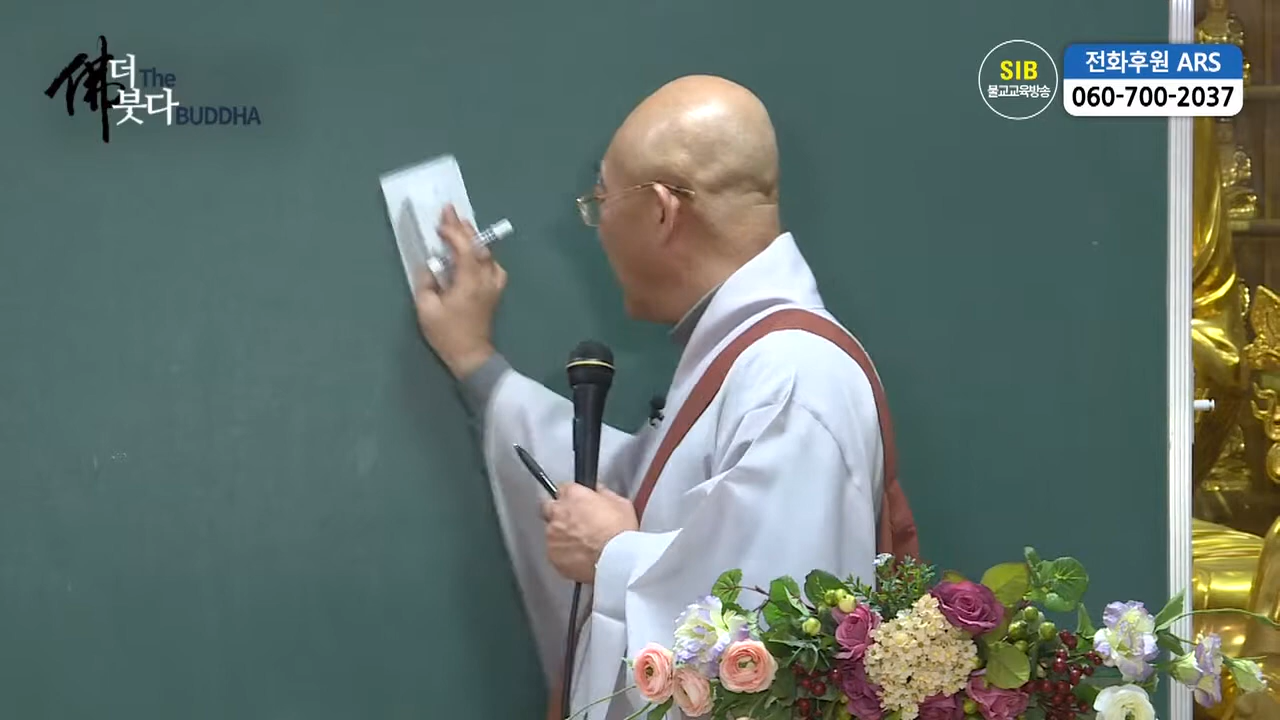 佛
더 The
붓다 BUDDHA
SIB
불교교육방송
전화후원 ARS
060-700-2037